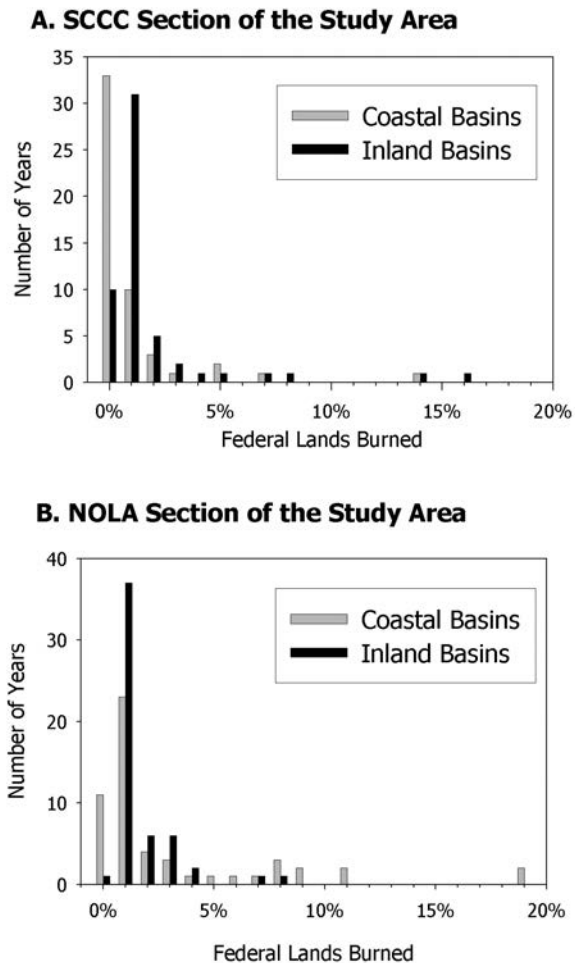 A. SCCC Section of the Study Area
35
30
25
20
15
10
5
0
Number of Years
Coastal Basins
Inland Basins
0% 5% 10% 15% 20%
Federal Lands Burned
B. NOLA Section of the Study Area
40
30
20
10
0
Number of Years
Coastal Basins
Inland Basins
0% 5% 10% 15% 20%
Federal Lands Burned